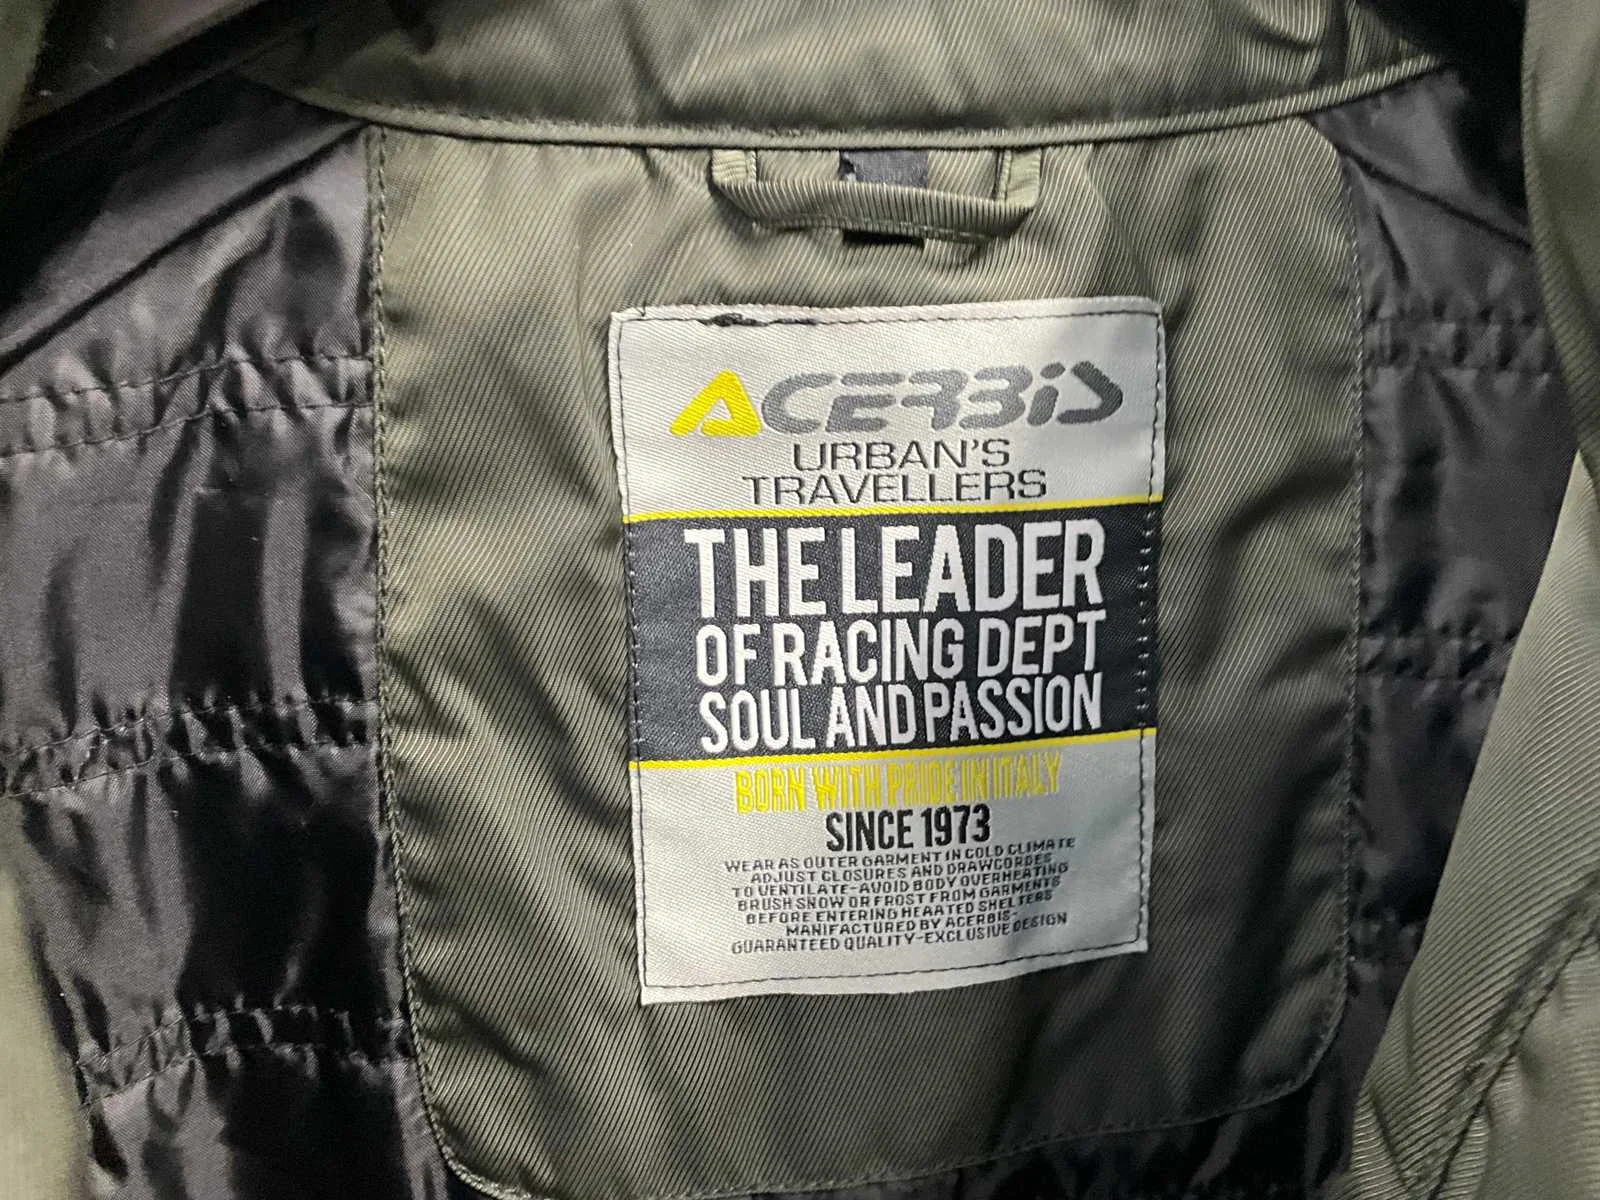 ACERBIS
URBAN'S
TRAVELLERS
THE LEADER
OF RACING DEPT
SOUL AND PASSION
BORN WITH PRIDE IN ITALY
SINCE 1973
WEAR AS OUTER GARMENT IN COLD CLIMATE
ADJUST CLOSURES AND DRAWCORDES
TO VENTILATE-AVOID BODY OVERHEATING
BRUSH SNOW OR FROST FROM GARMENTS
BEFORE ENTERING HEAATED SHELTERS
MANIFACTURED BY ACERBIS-
GUARANTEED QUALITY-EXCLUSIVE DESIGN